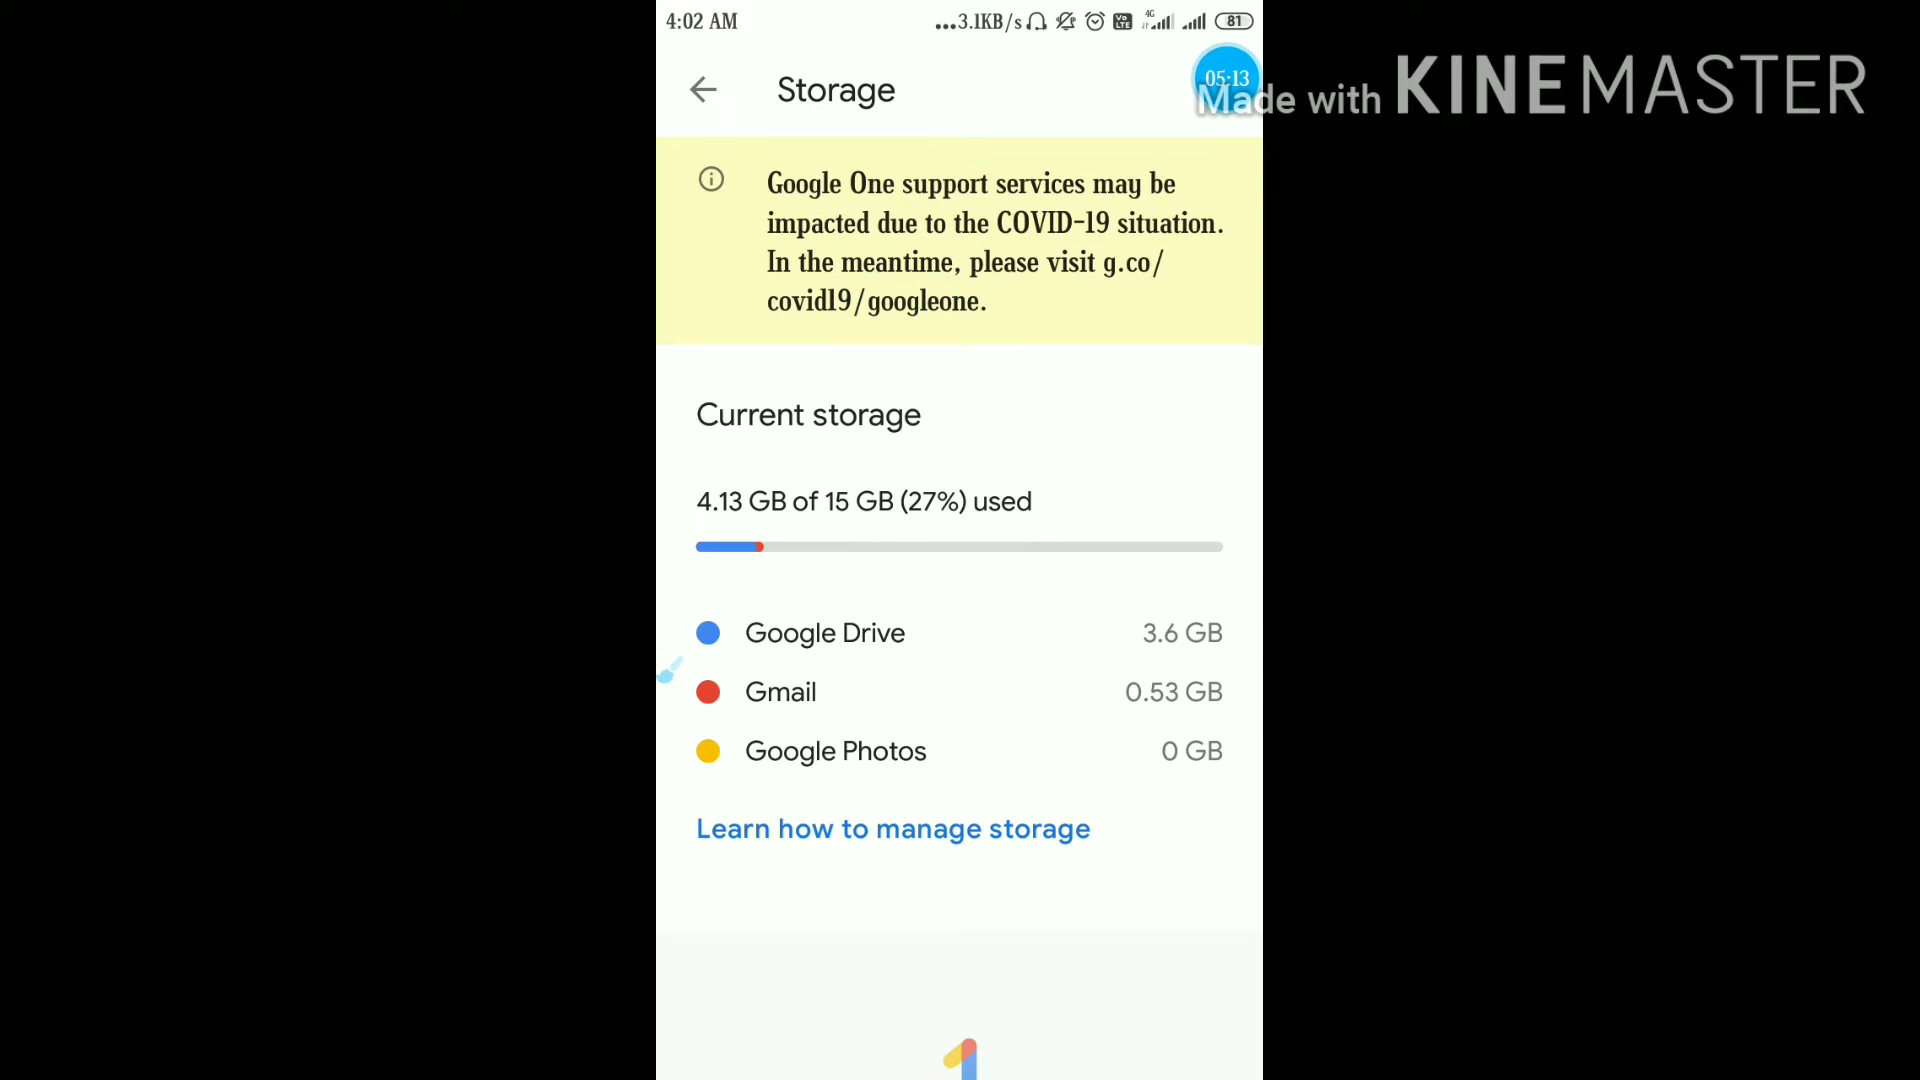 4:02 AM
...3.1KB/s
VoLTE
4G
81
Storage
05:13
Made with KINEMASTER
Google One support services may be
impacted due to the COVID-19 situation.
In the meantime, please visit g.co/
covid19/googleone.
Current storage
4.13 GB of 15 GB (27%) used
Google Drive 3.6 GB
Gmail 0.53 GB
Google Photos 0 GB
Learn how to manage storage